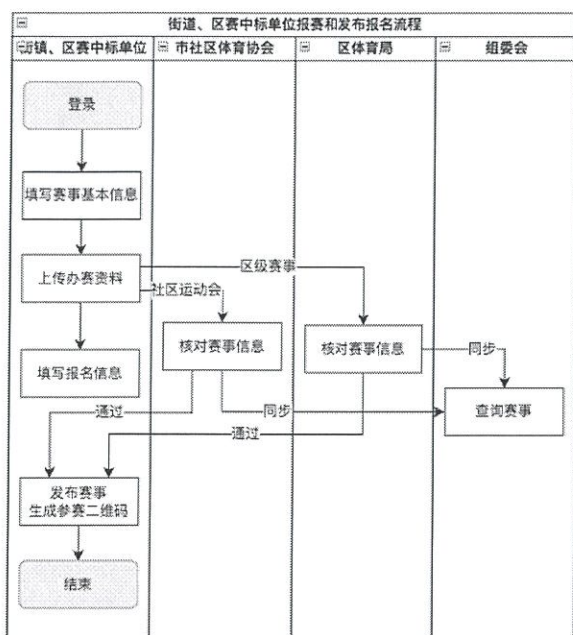 街道、区赛中标单位报赛和发布报名流程
街镇、区赛中标单位
市社区体育协会
区体育局
组委会
登录
填写赛事基本信息
上传办赛资料
区级赛事
社区运动会
填写报名信息
核对赛事信息
核对赛事信息
同步
通过
同步
通过
查询赛事
发布赛事
生成参赛二维码
结束